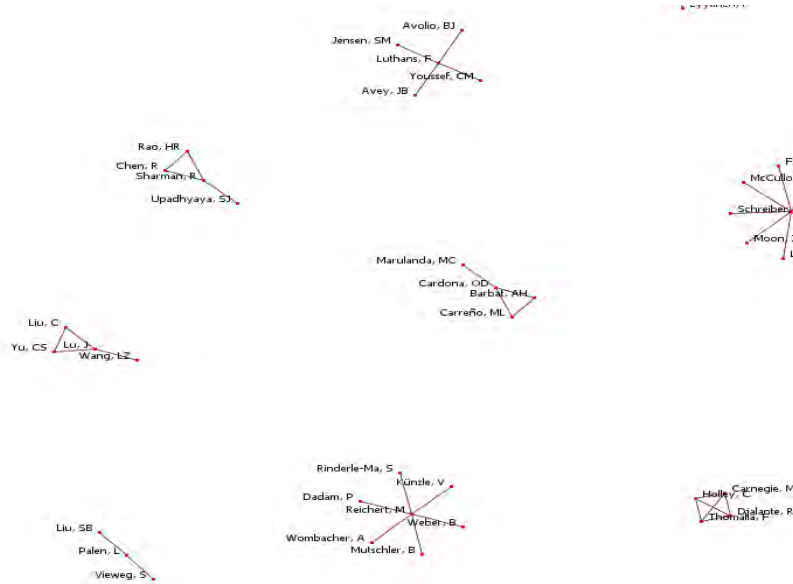 Avolio, BJ
Jensen, SM
Luthans, F
Youssef, CM
Avey, JB
Rao, HR
Chen, R
Sharman, R
Upadhyaya, SJ
McCullo
Schreiber,
Moon,
Marulanda, MC
Cardona, OD
Barbat, AH
Carreño, ML
Liu, C
Yu, CS
Lu, J
Wang, LZ
Rinderle-Ma, S
Künzle, V
Dadam, P
Reichert, M
Weber, B
Wombacher, A
Mutschler, B
Carnegie, M
Holley, C
Dialante, R
Thomalla, F
Liu, SB
Palen, L
Vieweg, S